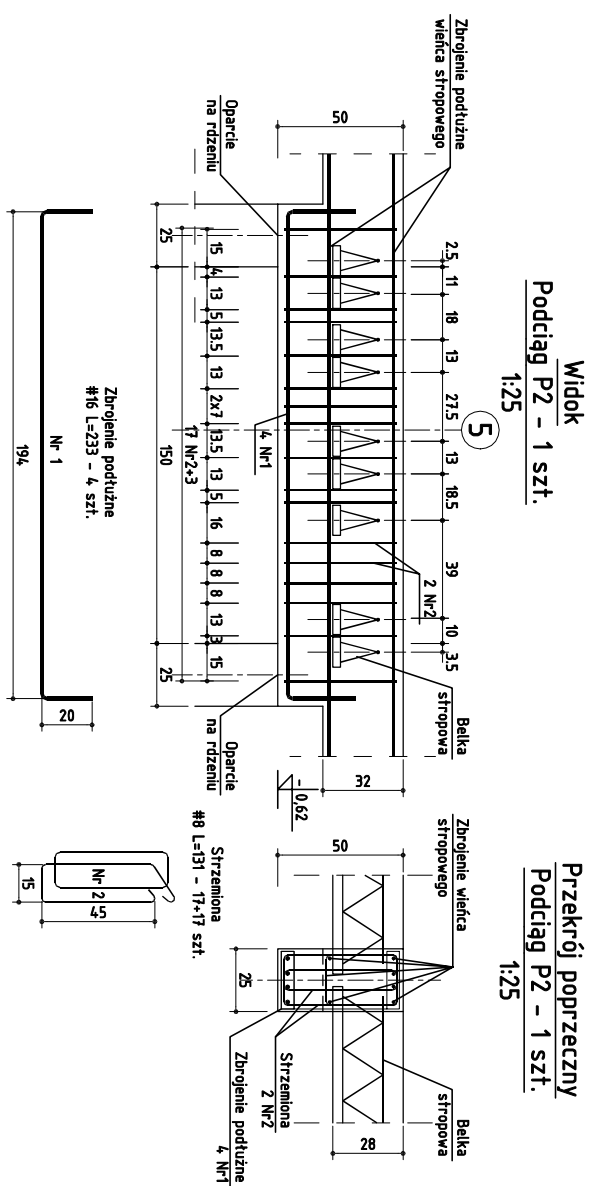 Widok
Podciąg P2 - 1 szt.
1:25
Zbrojenie podłużne
wieńca stropowego
5
2.5
11
18
13
27.5
13
18.5
39
10
3.5
50
32
Oparcie
na rdzeniu
4 Nr1
2 Nr2
Belka
stropowa
Oparcie
na rdzeniu
-0,62
15
4
13
5
13.5
13
2x7
13.5
13
5
16
8
8
8
13
3
15
17 Nr2+3
25
150
25
Zbrojenie podłużne
#16 L=233 - 4 szt.
Nr 1
194
20
Przekrój poprzeczny
Podciąg P2 - 1 szt.
1:25
Zbrojenie wieńca
stropowego
Belka
stropowa
50
28
25
Strzemiona
2 Nr2
Zbrojenie podłużne
4 Nr1
Strzemiona
#8 L=131 - 17+17 szt.
Nr 2
15
45